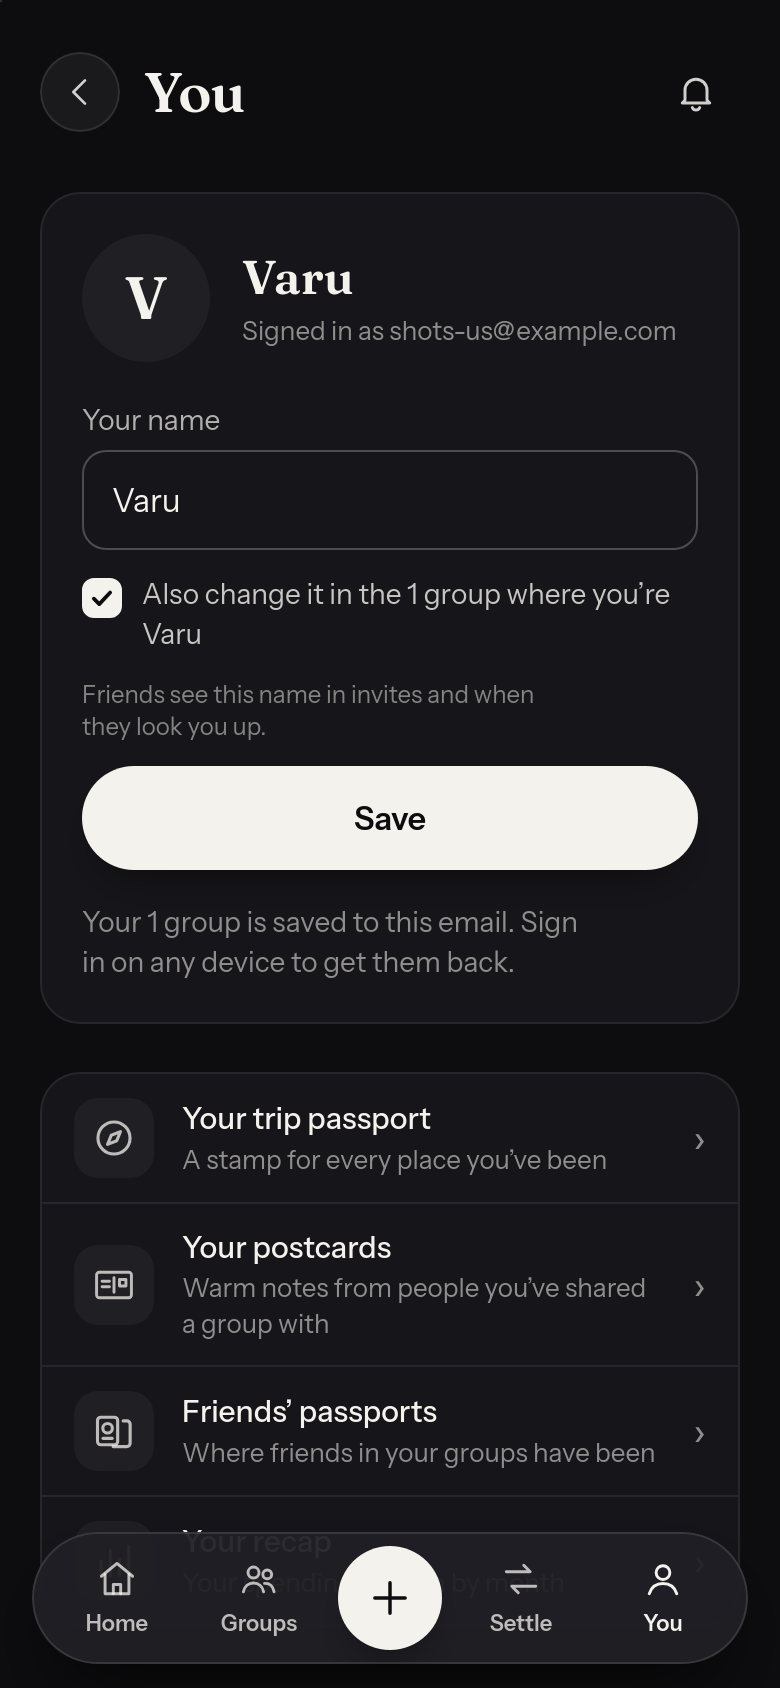 You
V
Varu
Signed in as shots-us@example.com
Your name
Varu
Also change it in the 1 group where you’re
Varu
Friends see this name in invites and when
they look you up.
Save
Your 1 group is saved to this email. Sign
in on any device to get them back.
Your trip passport
A stamp for every place you’ve been
Your postcards
Warm notes from people you’ve shared
a group with
Friends’ passports
Where friends in your groups have been
Your recap
by month
Home
Groups
Settle
You